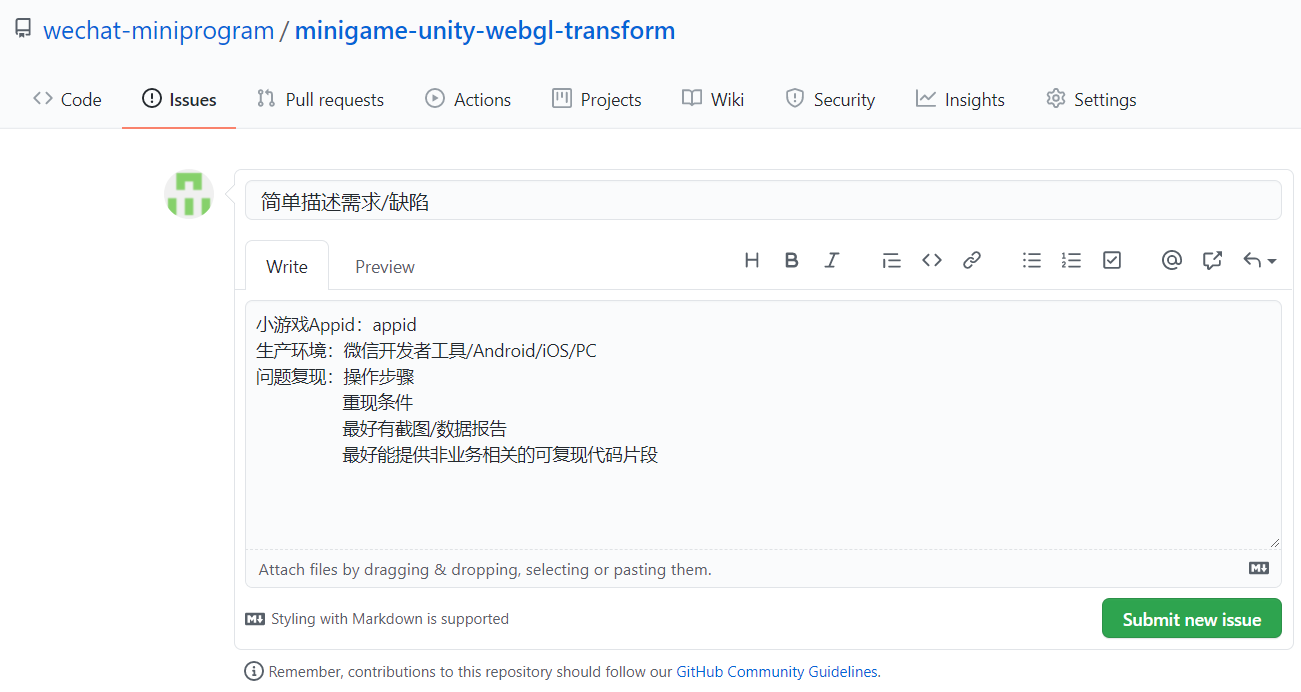 wechat-miniprogram / minigame-unity-webgl-transform
Code Issues Pull requests Actions Projects Wiki Security Insights Settings
简单描述需求/缺陷
Write Preview
小游戏Appid：appid
生产环境：微信开发者工具/Android/iOS/PC
问题复现：操作步骤
重现条件
最好有截图/数据报告
最好能提供非业务相关的可复现代码片段
Attach files by dragging & dropping, selecting or pasting them.
Styling with Markdown is supported
Submit new issue
Remember, contributions to this repository should follow our GitHub Community Guidelines.